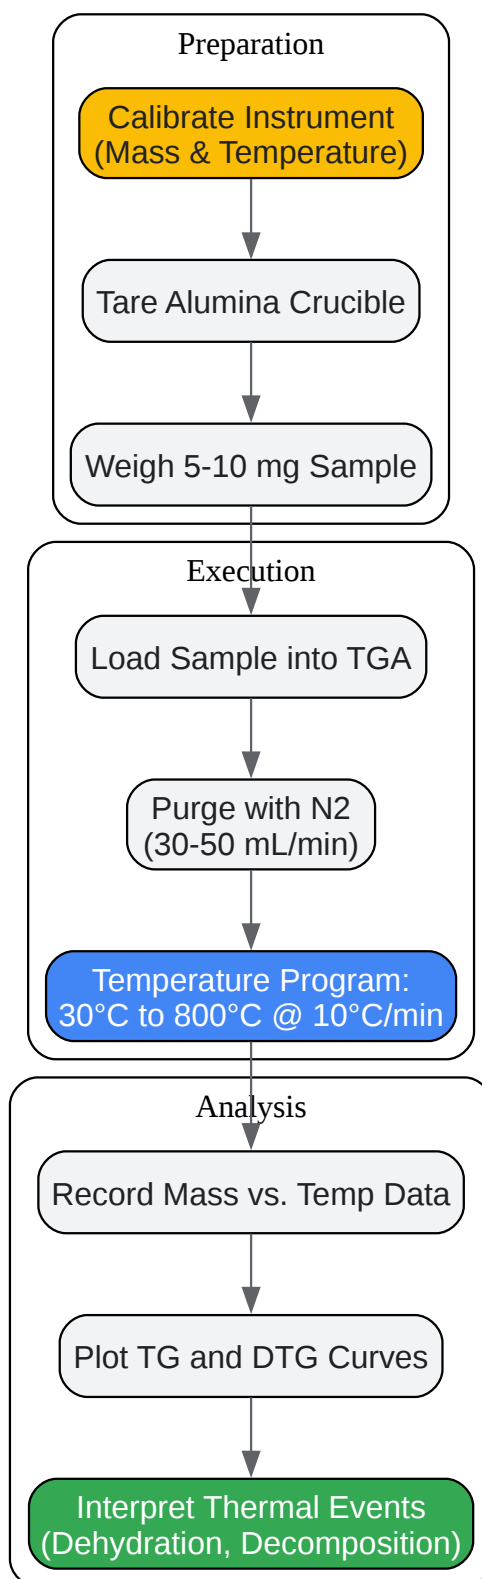 Preparation
Calibrate Instrument
(Mass & Temperature)
Tare Alumina Crucible
Weigh 5-10 mg Sample
Execution
Load Sample into TGA
Purge with N2
(30-50 mL/min)
Temperature Program:
30°C to 800°C @ 10°C/min
Analysis
Record Mass vs. Temp Data
Plot TG and DTG Curves
Interpret Thermal Events
(Dehydration, Decomposition)